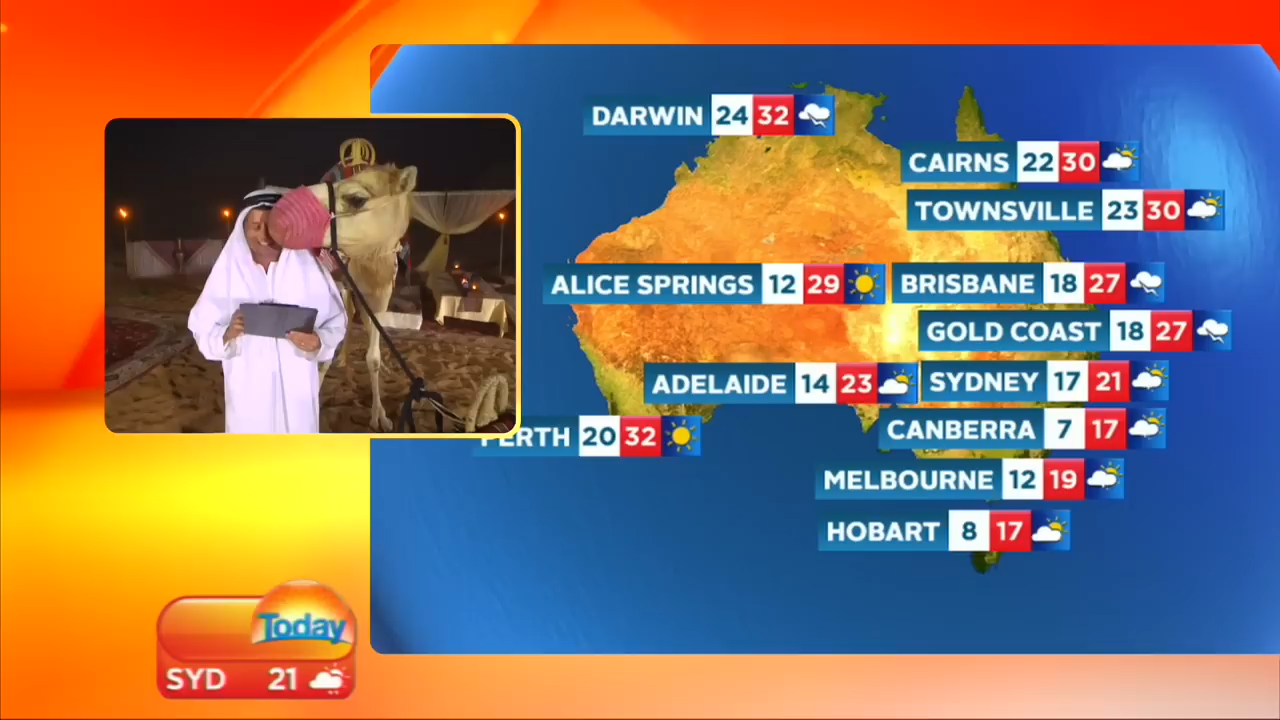 DARWIN 24 32
CAIRNS 22 30
TOWNSVILLE 23 30
ALICE SPRINGS 12 29
BRISBANE 18 27
GOLD COAST 18 27
ADELAIDE 14 23
SYDNEY 17 21
PERTH 20 32
CANBERRA 7 17
MELBOURNE 12 19
HOBART 8 17
Today
SYD 21